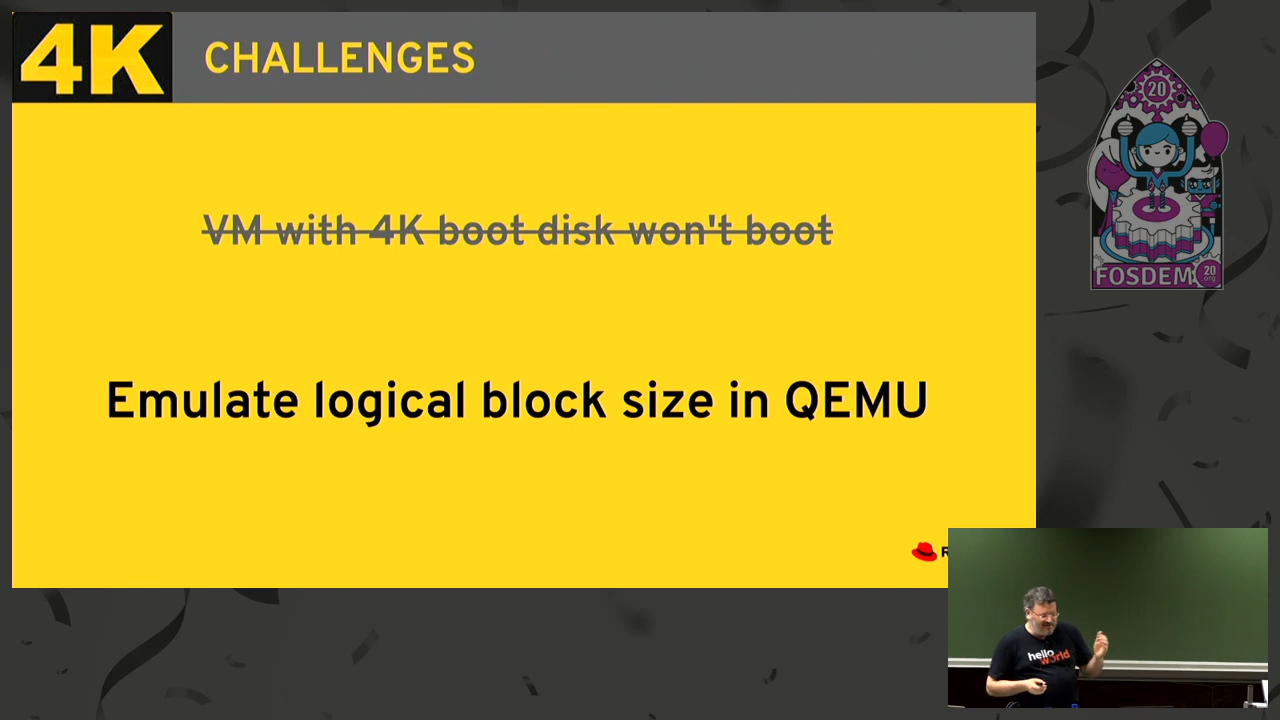 4K
CHALLENGES
VM with 4K boot disk won't boot
Emulate logical block size in QEMU
R
20
FOSDEM
20
.org
hello
world